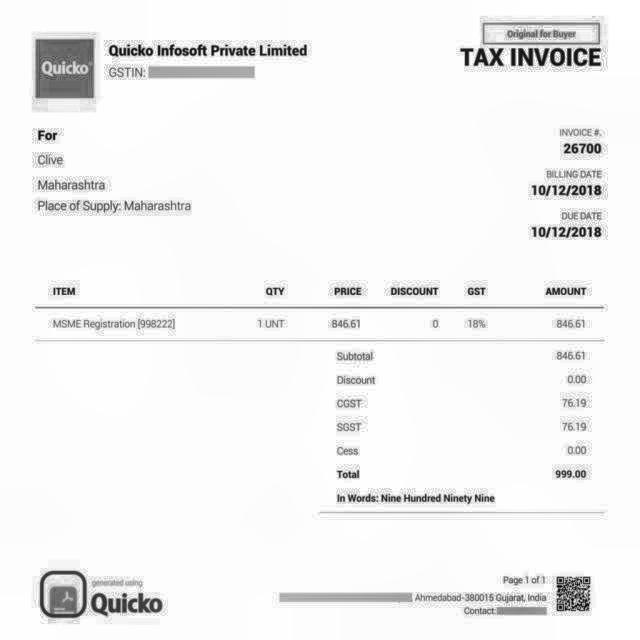 Original for Buyer
Quicko
Quicko Infosoft Private Limited
TAX INVOICE
GSTIN:
For
Clive
Maharashtra
Place of Supply: Maharashtra
INVOICE #.
26700
BILLING DATE
10/12/2018
DUE DATE
10/12/2018
ITEM QTY PRICE DISCOUNT GST AMOUNT
MSME Registration [998222] 1 UNT 846.61 0 18% 846.61
Subtotal 846.61
Discount 0.00
CGST 76.19
SGST 76.19
Cess 0.00
Total 999.00
In Words: Nine Hundred Ninety Nine
generated using
Quicko
Page 1 of 1
Ahmedabad-380015 Gujarat, India
Contact: